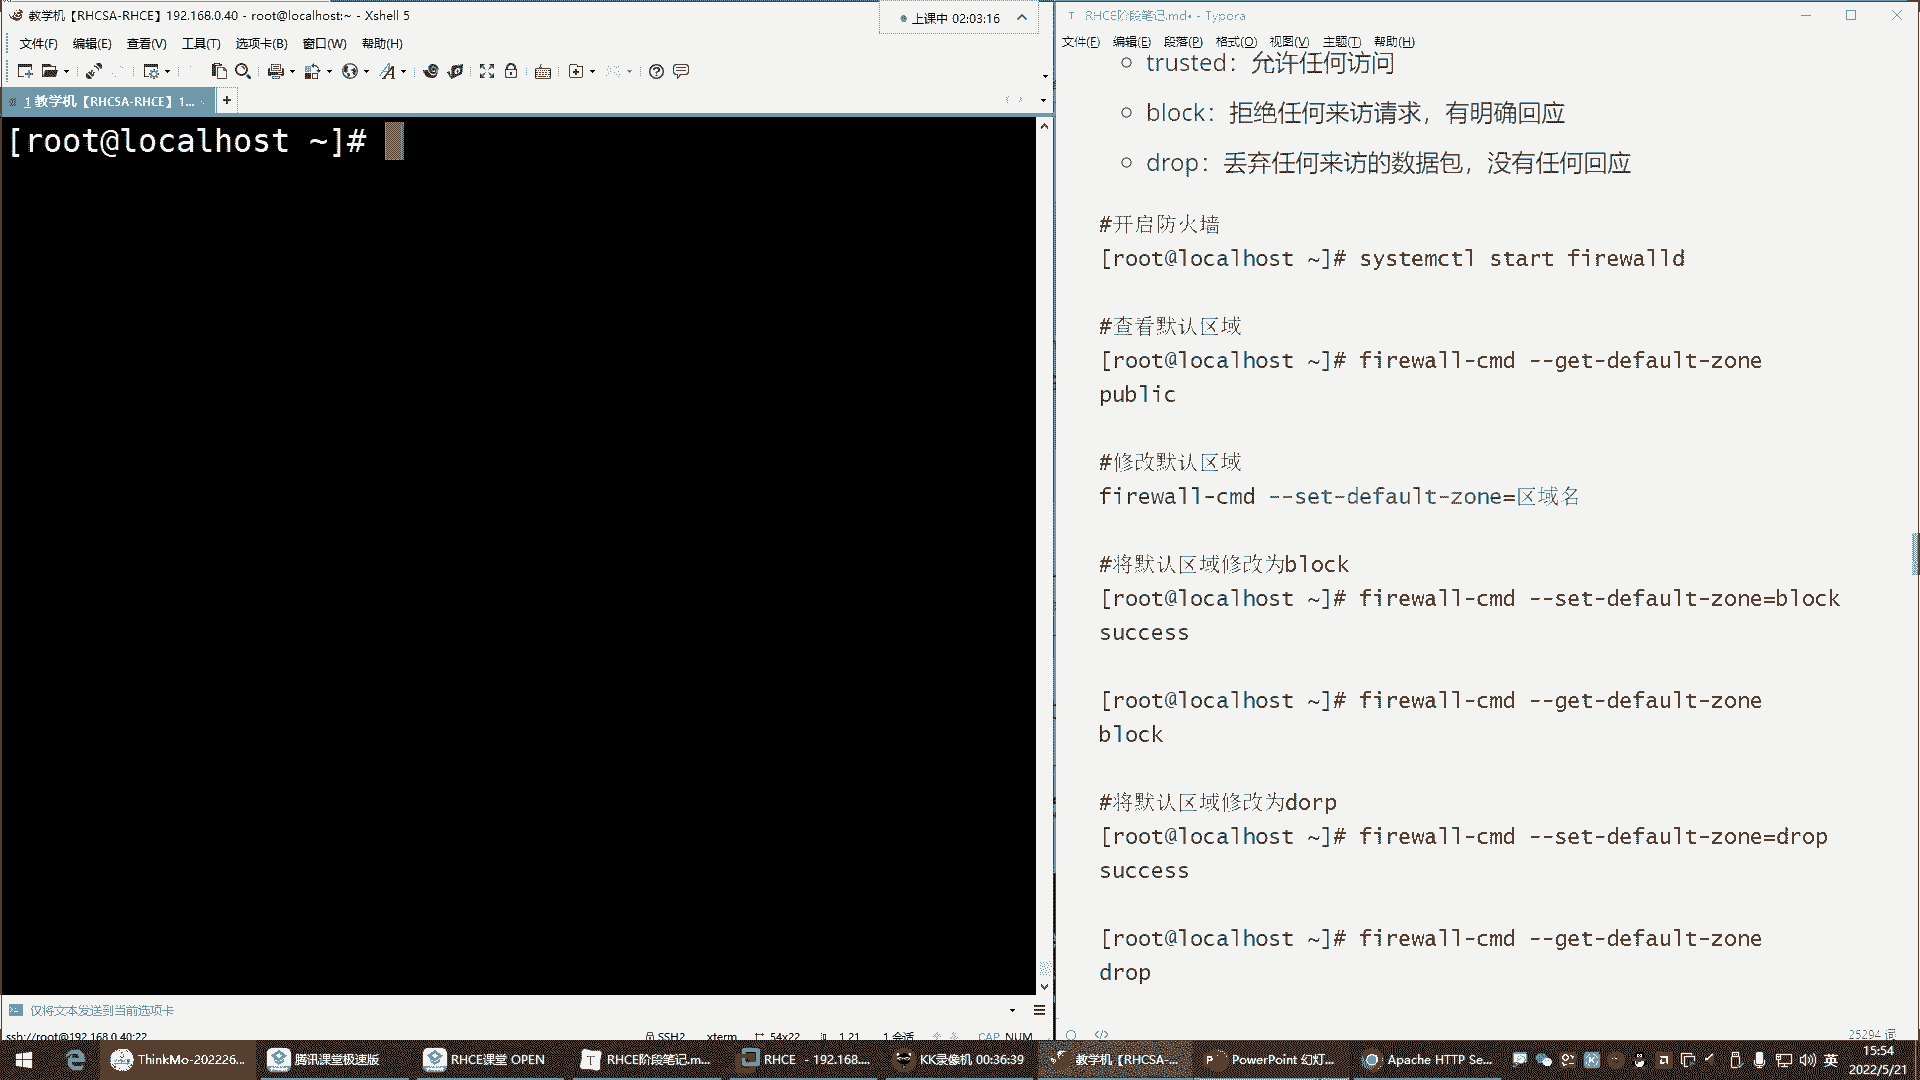 教学机【RHCSA-RHCE】192.168.0.40 - root@localhost:~ - Xshell 5
上课中 02:03:16
文件(F) 编辑(E) 查看(V) 工具(T) 选项卡(B) 窗口(W) 帮助(H)
1 教学机【RHCSA-RHCE】1...
[root@localhost ~]#
仅将文本发送到当前选项卡
ssh://root@192.168.0.40:22
SSH2 xterm 54x22 1,21 1 会话 CAP NUM
RHCE阶段笔记.md• - Typora
文件(F) 编辑(E) 段落(P) 格式(O) 视图(V) 主题(T) 帮助(H)
trusted：允许任何访问
block：拒绝任何来访请求，有明确回应
drop：丢弃任何来访的数据包，没有任何回应
#开启防火墙
[root@localhost ~]# systemctl start firewalld
#查看默认区域
[root@localhost ~]# firewall-cmd --get-default-zone
public
#修改默认区域
firewall-cmd --set-default-zone=区域名
#将默认区域修改为block
[root@localhost ~]# firewall-cmd --set-default-zone=block
success
[root@localhost ~]# firewall-cmd --get-default-zone
block
#将默认区域修改为dorp
[root@localhost ~]# firewall-cmd --set-default-zone=drop
success
[root@localhost ~]# firewall-cmd --get-default-zone
drop
25294 词
ThinkMo-202226... 腾讯课堂极速版 RHCE课堂 OPEN RHCE阶段笔记.m... RHCE - 192.168.... KK录像机 00:36:39 教学机【RHCSA-... PowerPoint 幻灯... Apache HTTP Se... 英
15:54
2022/5/21